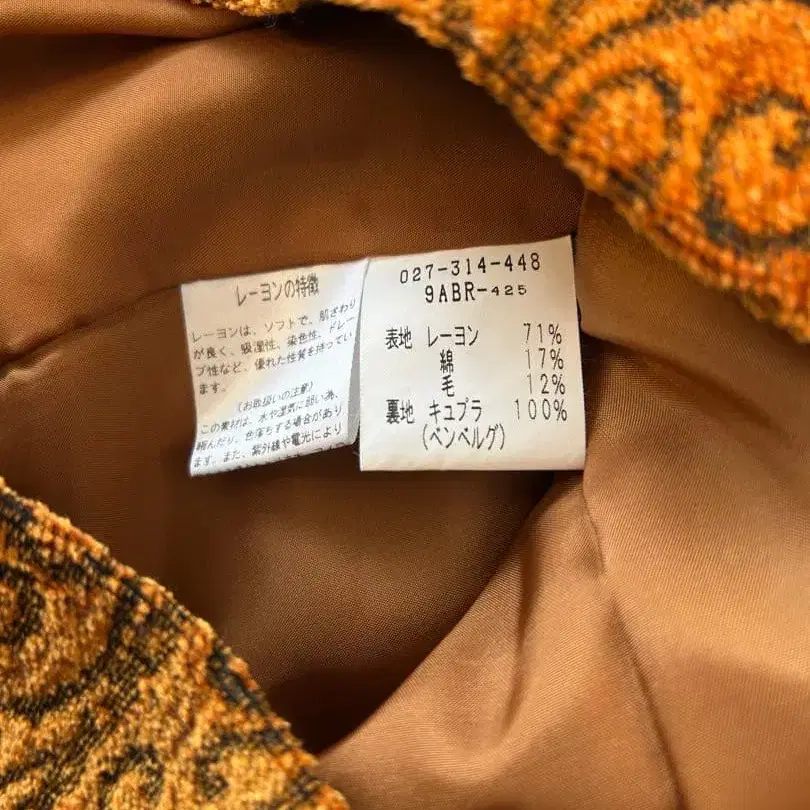 レーヨンの特徴
レーヨンは、ソフトで、肌ざわり
が良く、吸湿性、染色性、ドレー
プ性など、優れた性質を持ってい
ます。
(お取扱いの注意)
この素材は、水や湿気に弱い為、
縮んだり、色落ちする場合があり
ます。また、紫外線や電光により
027-314-448
9ABR-425
表地 レーヨン 71%
綿 17%
毛 12%
裏地 キュプラ 100%
(ベンベルグ)